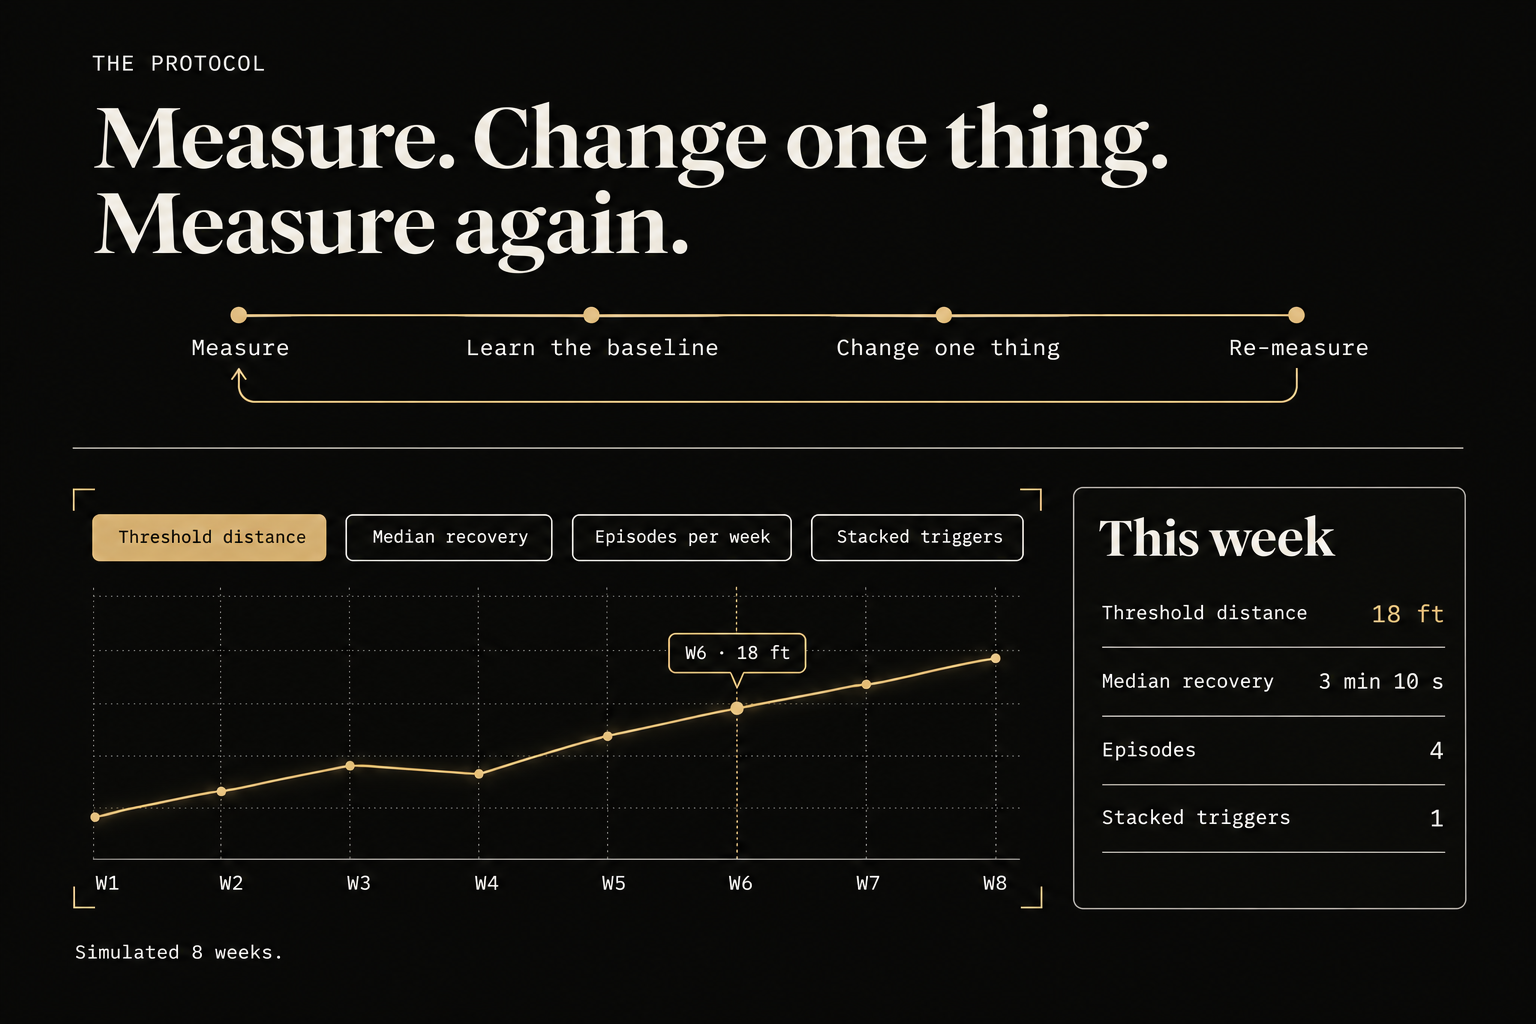 THE PROTOCOL
Measure. Change one thing.
Measure again.
Measure
Learn the baseline
Change one thing
Re-measure
Threshold distance
Median recovery
Episodes per week
Stacked triggers
W6 · 18 ft
W1
W2
W3
W4
W5
W6
W7
W8
This week
Threshold distance 18 ft
Median recovery 3 min 10 s
Episodes 4
Stacked triggers 1
Simulated 8 weeks.